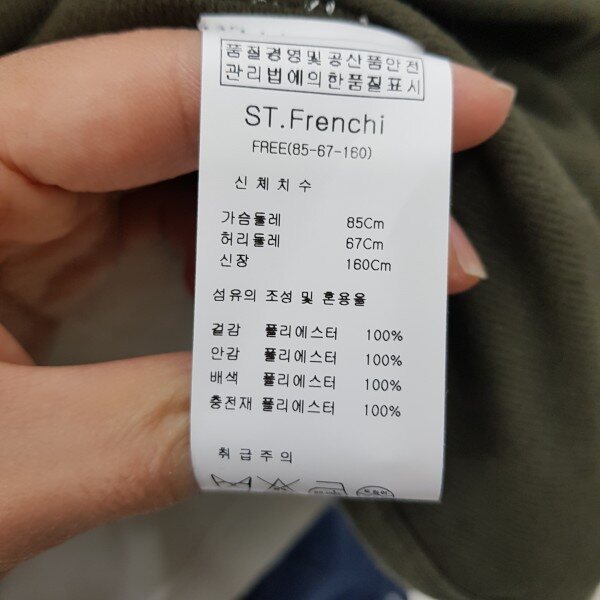 품질경영및공산품안전
관리법에의한품질표시
ST.Frenchi
FREE(85-67-160)
신 체 치 수
가슴둘레 85Cm
허리둘레 67Cm
신장 160Cm
섬유의 조성 및 혼용율
겉감 폴리에스터 100%
안감 폴리에스터 100%
배색 폴리에스터 100%
충전재 폴리에스터 100%
취 급 주 의